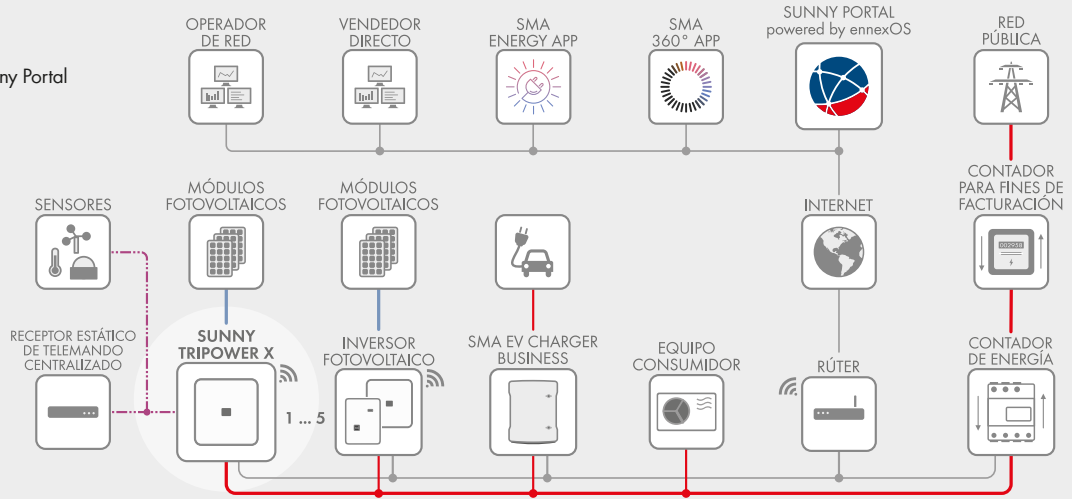 OPERADOR
DE RED
VENDEDOR
DIRECTO
SMA
ENERGY APP
SMA
360° APP
SUNNY PORTAL
powered by ennexOS
RED
PÚBLICA
ny Portal
SENSORES
MÓDULOS
FOTOVOLTAICOS
MÓDULOS
FOTOVOLTAICOS
INTERNET
CONTADOR
PARA FINES DE
FACTURACIÓN
RECEPTOR ESTÁTICO
DE TELEMANDO
CENTRALIZADO
SUNNY
TRIPOWER X
1 ... 5
INVERSOR
FOTOVOLTAICO
SMA EV CHARGER
BUSINESS
EQUIPO
CONSUMIDOR
RÚTER
CONTADOR
DE ENERGÍA